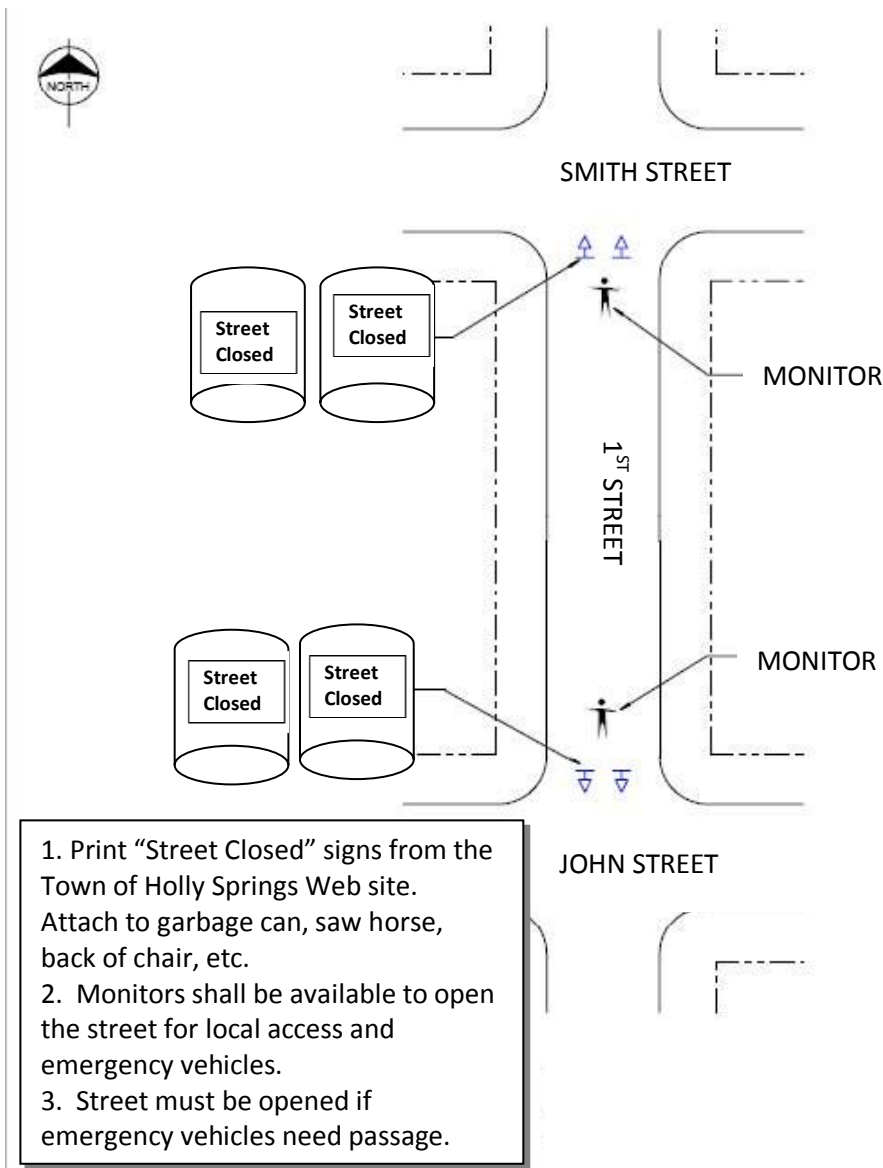 NORTH
SMITH STREET
Street
Closed
Street
Closed
MONITOR
1ST STREET
MONITOR
Street
Closed
Street
Closed
JOHN STREET
1. Print “Street Closed” signs from the
Town of Holly Springs Web site.
Attach to garbage can, saw horse,
back of chair, etc.
2.  Monitors shall be available to open
the street for local access and
emergency vehicles.
3.  Street must be opened if
emergency vehicles need passage.